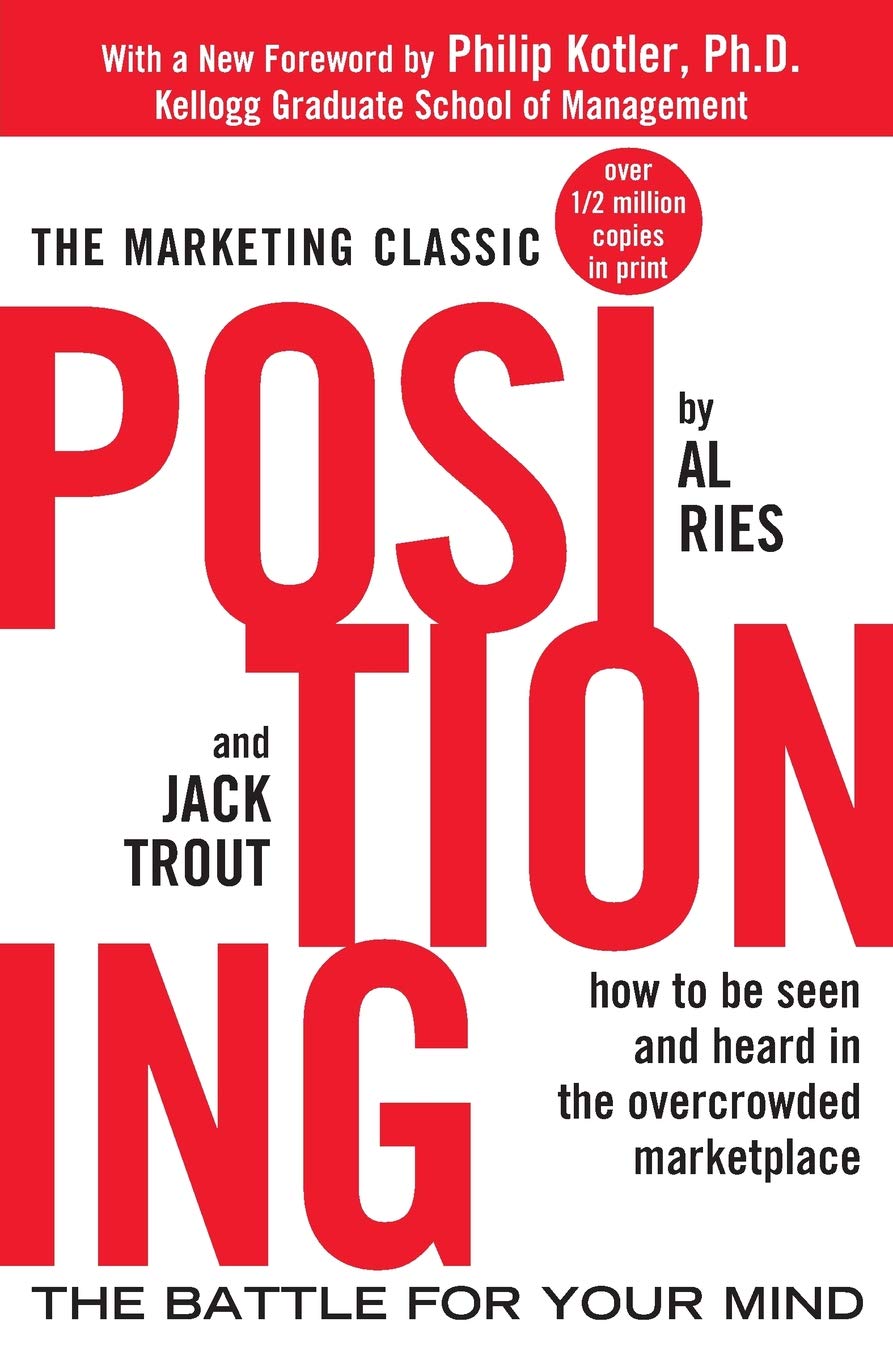 With a New Foreword by Philip Kotler, Ph.D.
Kellogg Graduate School of Management
over
1/2 million
copies
in print
THE MARKETING CLASSIC
POSI
by
AL
RIES
TION
and
JACK
TROUT
ING
how to be seen
and heard in
the overcrowded
marketplace
THE BATTLE FOR YOUR MIND